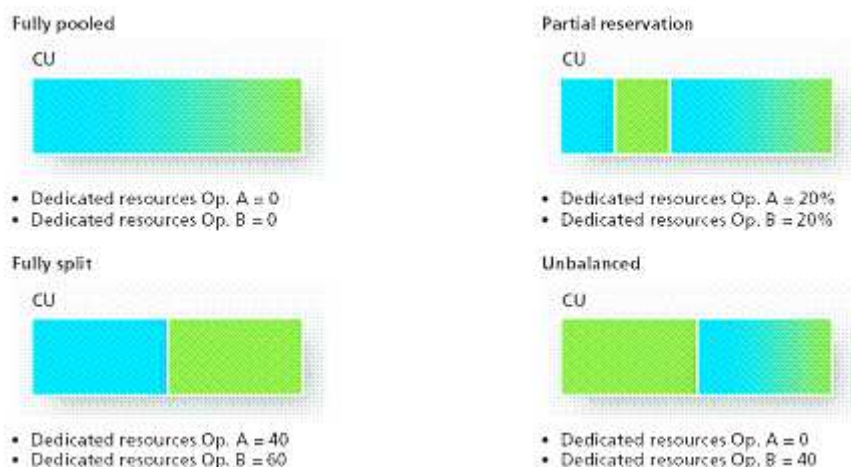 Fully pooled
CU
• Dedicated resources Op. A = 0
• Dedicated resources Op. B = 0
Partial reservation
CU
• Dedicated resources Op. A = 20%
• Dedicated resources Op. B = 20%
Fully split
CU
• Dedicated resources Op. A = 40
• Dedicated resources Op. B = 60
Unbalanced
CU
• Dedicated resources Op. A = 0
• Dedicated resources Op. B = 40